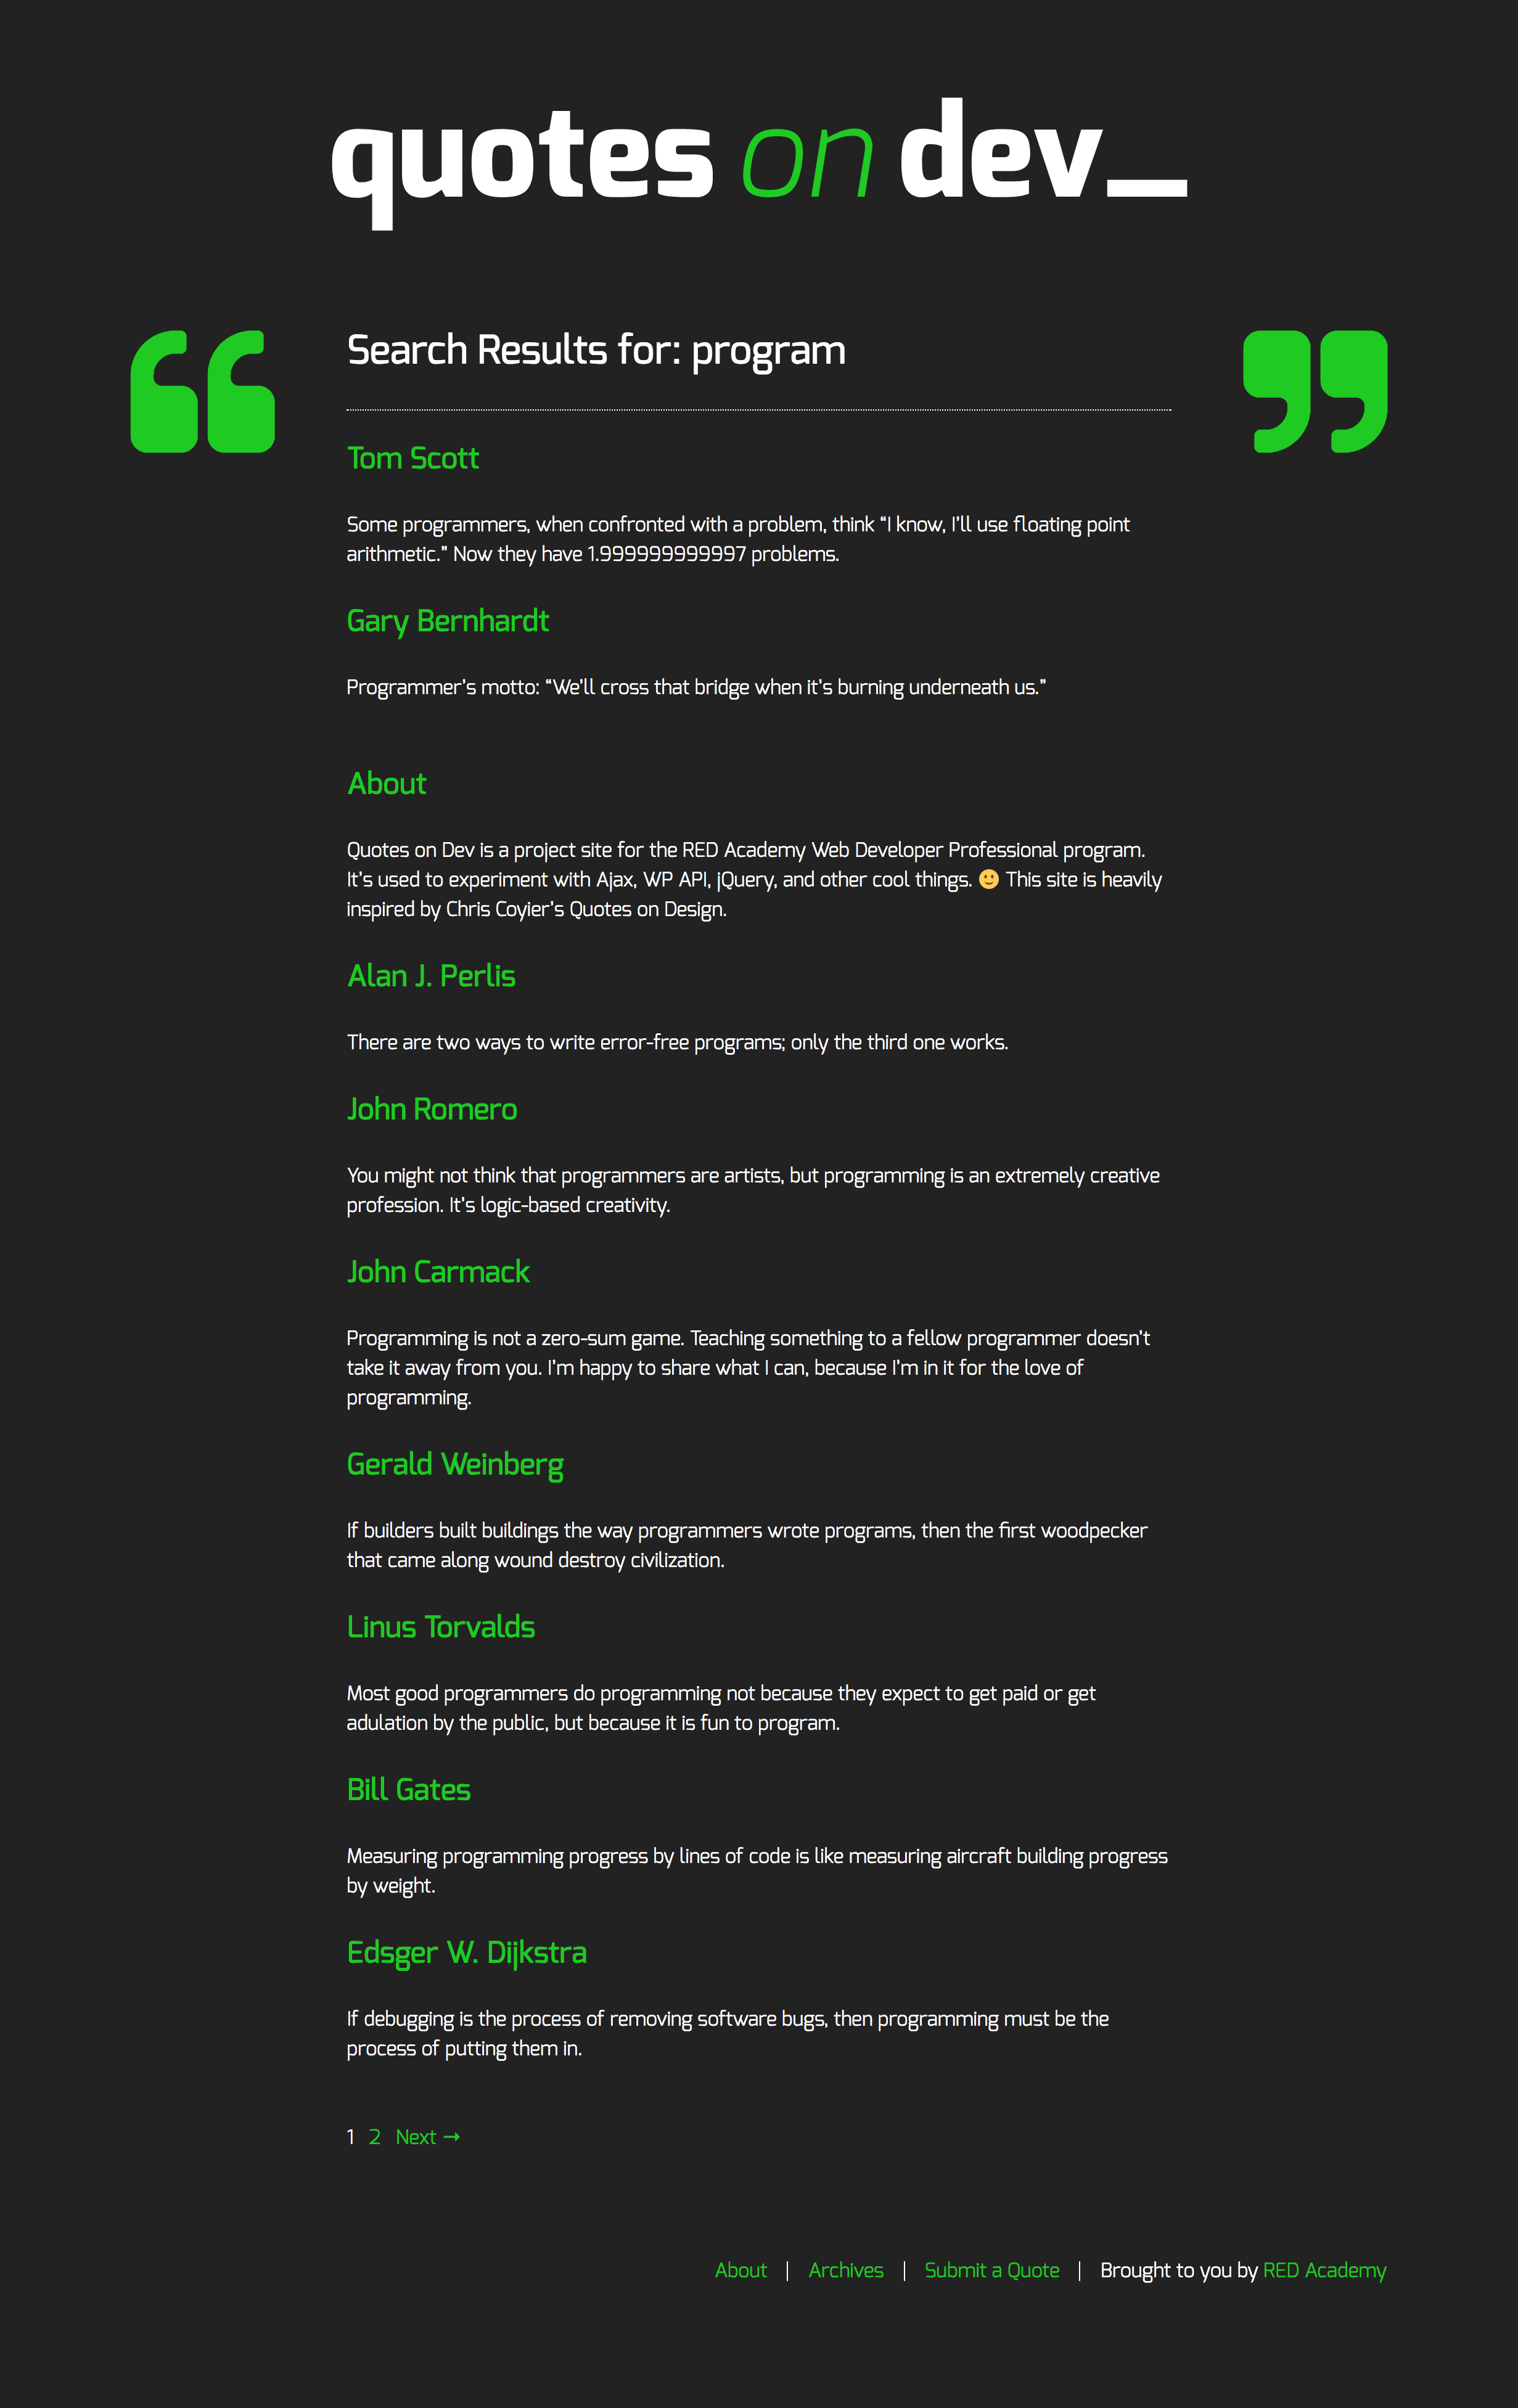 quotes on dev_
Search Results for: program
Tom Scott
Some programmers, when confronted with a problem, think “I know, I’ll use floating point
arithmetic.” Now they have 1.999999999997 problems.
Gary Bernhardt
Programmer’s motto: “We’ll cross that bridge when it’s burning underneath us.”
About
Quotes on Dev is a project site for the RED Academy Web Developer Professional program.
It’s used to experiment with Ajax, WP API, jQuery, and other cool things. 🙂 This site is heavily
inspired by Chris Coyier’s Quotes on Design.
Alan J. Perlis
There are two ways to write error-free programs; only the third one works.
John Romero
You might not think that programmers are artists, but programming is an extremely creative
profession. It’s logic-based creativity.
John Carmack
Programming is not a zero-sum game. Teaching something to a fellow programmer doesn’t
take it away from you. I’m happy to share what I can, because I’m in it for the love of
programming.
Gerald Weinberg
If builders built buildings the way programmers wrote programs, then the first woodpecker
that came along wound destroy civilization.
Linus Torvalds
Most good programmers do programming not because they expect to get paid or get
adulation by the public, but because it is fun to program.
Bill Gates
Measuring programming progress by lines of code is like measuring aircraft building progress
by weight.
Edsger W. Dijkstra
If debugging is the process of removing software bugs, then programming must be the
process of putting them in.
1 2 Next →
About | Archives | Submit a Quote | Brought to you by RED Academy